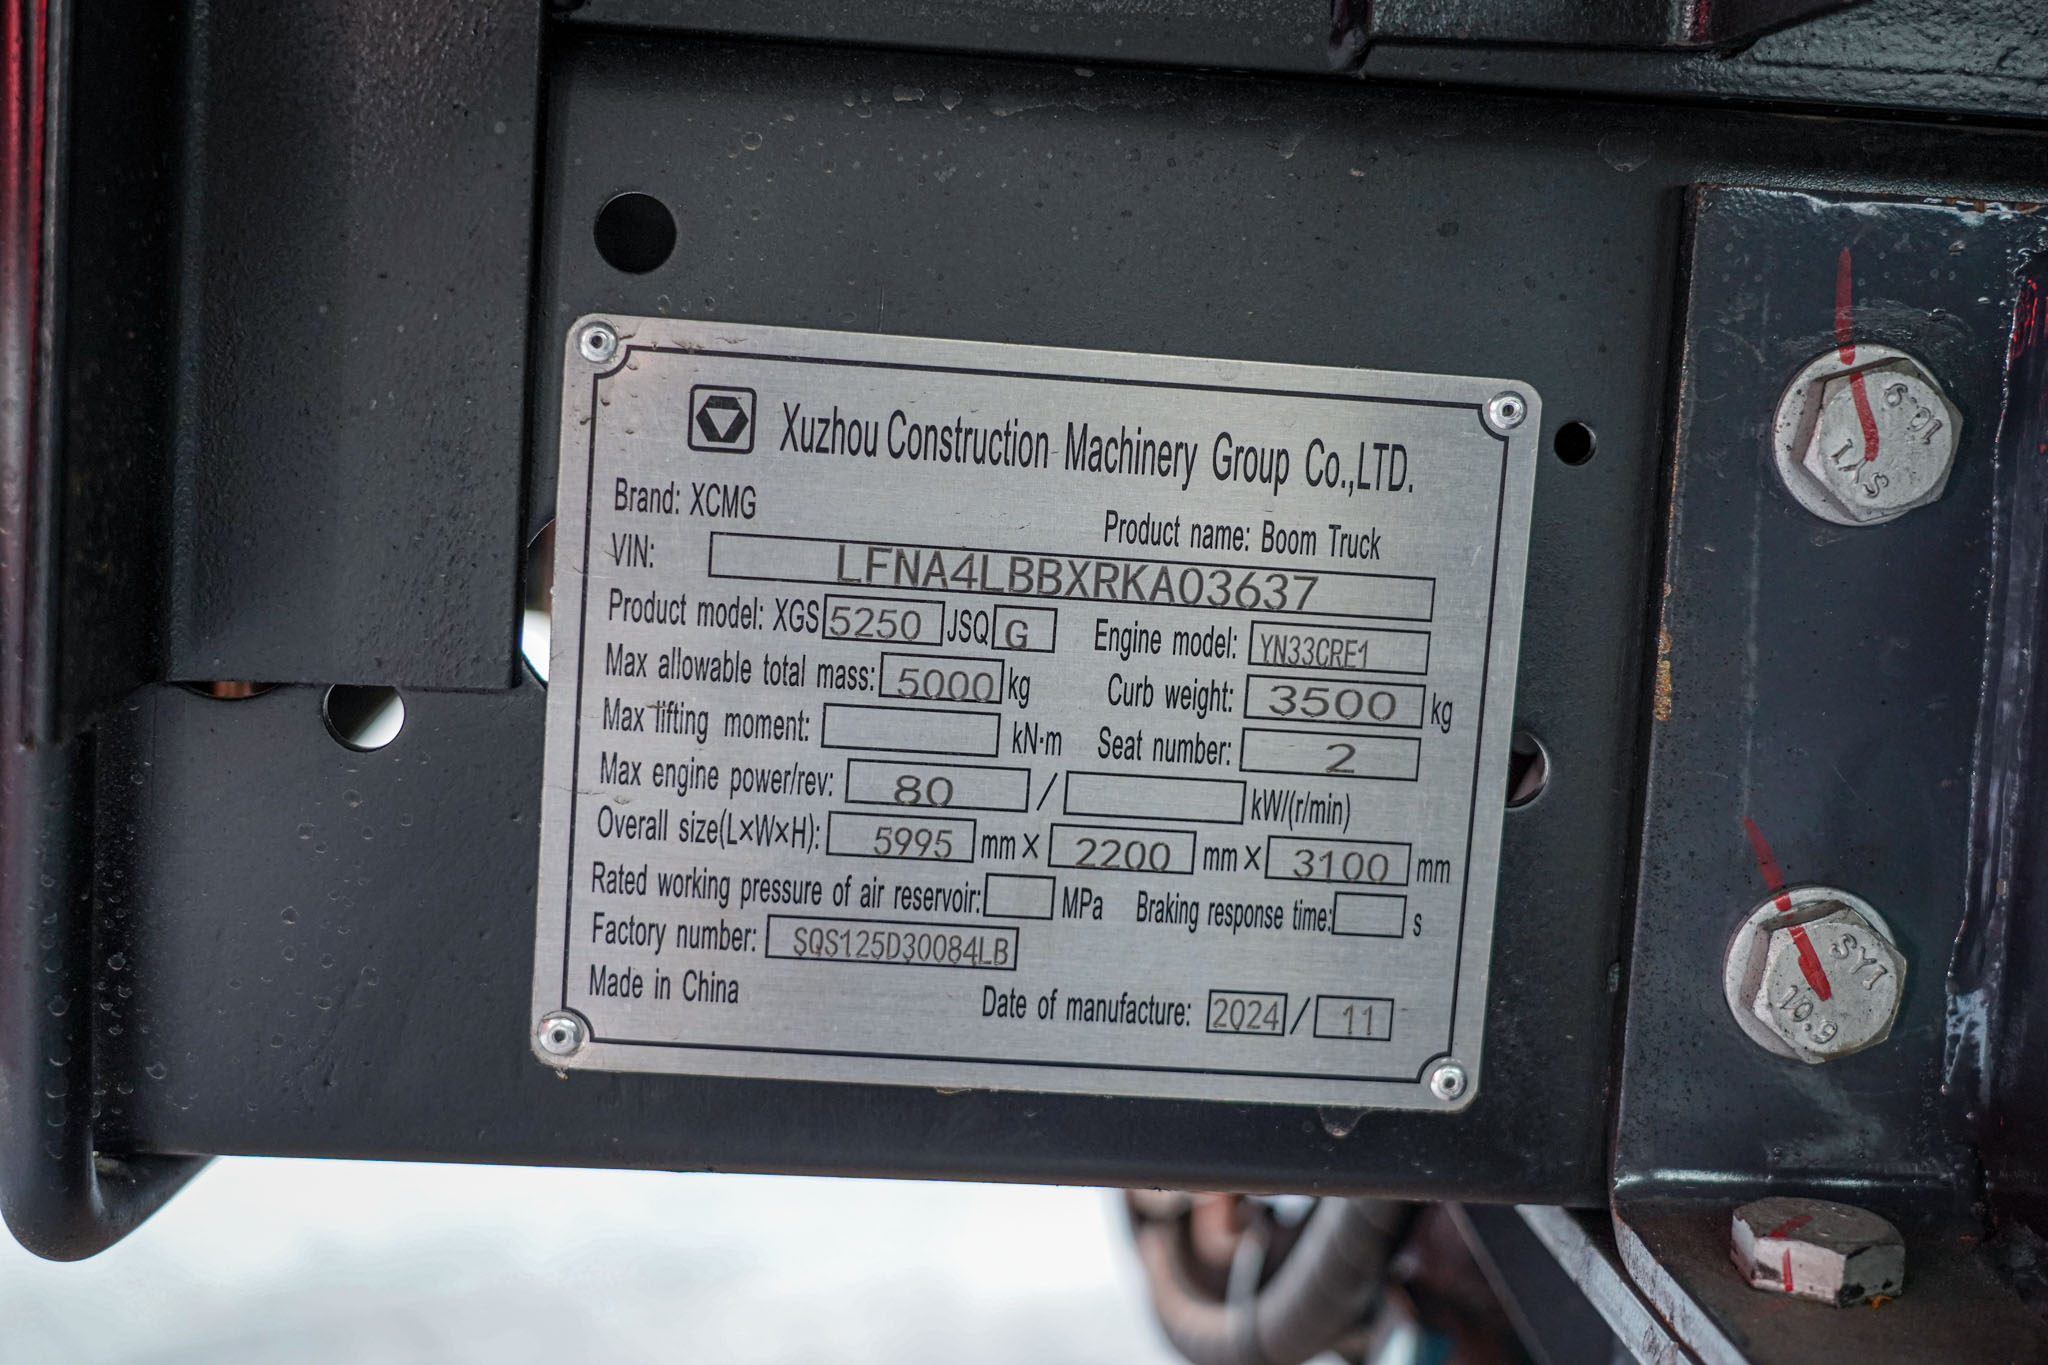 Xuzhou Construction Machinery Group Co.,LTD.
Brand: XCMG
Product name: Boom Truck
VIN: LFNA4LBBXRKA03637
Product model: XGS 5250 JSQ G Engine model: YN33CRE1
Max allowable total mass: 5000 kg Curb weight: 3500 kg
Max lifting moment: kN·m Seat number: 2
Max engine power/rev: 80 / kW/(r/min)
Overall size(L×W×H): 5995 mm × 2200 mm × 3100 mm
Rated working pressure of air reservoir: MPa Braking response time: s
Factory number: SQS125D30084LB
Made in China
Date of manufacture: 2024 / 11
10.9
SYI
SYI
10.9